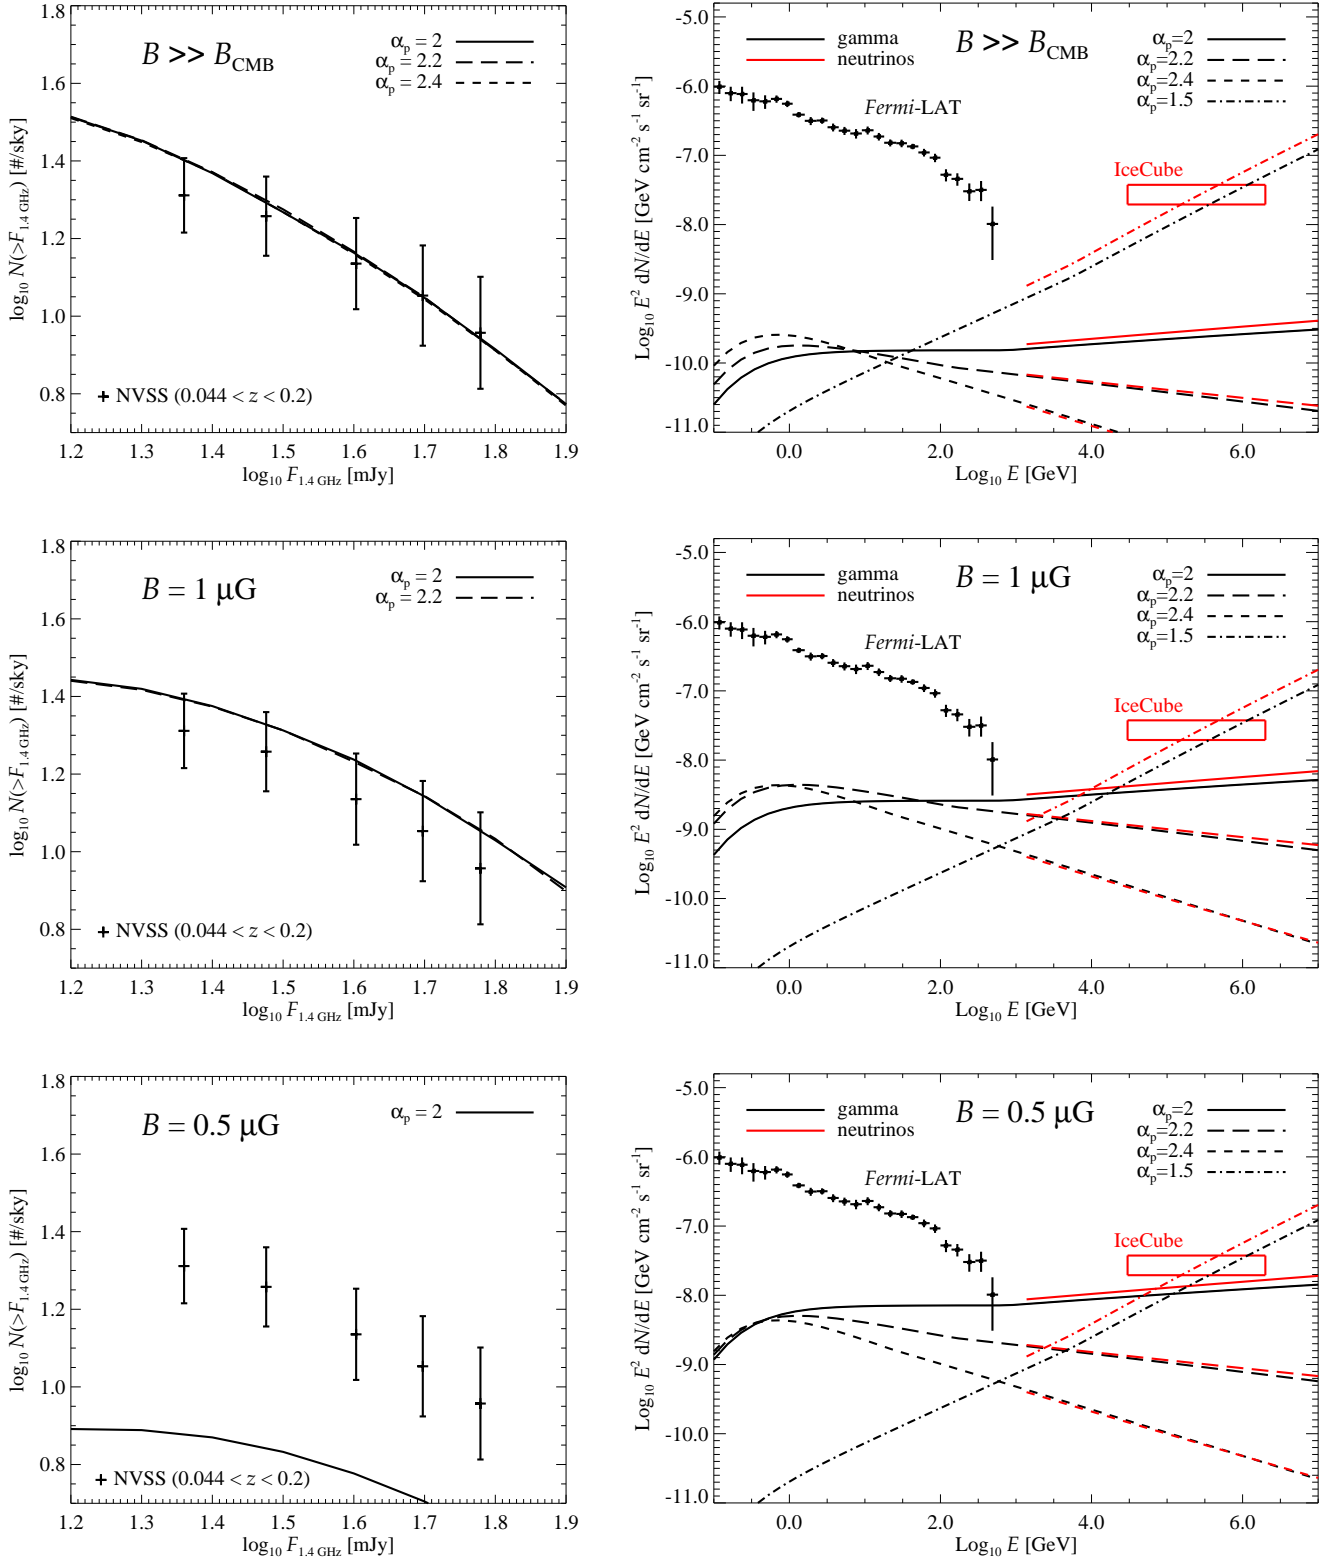 B >> B_CMB
α_p = 2
α_p = 2.2
α_p = 2.4
log₁₀ N(>F_1.4 GHz) [#/sky]
1.8
1.6
1.4
1.2
1.0
0.8
NVSS (0.044 < z < 0.2)
1.2 1.3 1.4 1.5 1.6 1.7 1.8 1.9
log₁₀ F_1.4 GHz [mJy]
gamma
neutrinos
B >> B_CMB
α_p=2
α_p=2.2
α_p=2.4
α_p=1.5
Fermi-LAT
IceCube
Log₁₀ E² dN/dE [GeV cm⁻² s⁻¹ sr⁻¹]
-5.0
-6.0
-7.0
-8.0
-9.0
-10.0
-11.0
0.0 2.0 4.0 6.0
Log₁₀ E [GeV]
B = 1 μG
α_p = 2
α_p = 2.2
log₁₀ N(>F_1.4 GHz) [#/sky]
1.8
1.6
1.4
1.2
1.0
0.8
NVSS (0.044 < z < 0.2)
1.2 1.3 1.4 1.5 1.6 1.7 1.8 1.9
log₁₀ F_1.4 GHz [mJy]
gamma
neutrinos
B = 1 μG
α_p=2
α_p=2.2
α_p=2.4
α_p=1.5
Fermi-LAT
IceCube
Log₁₀ E² dN/dE [GeV cm⁻² s⁻¹ sr⁻¹]
-5.0
-6.0
-7.0
-8.0
-9.0
-10.0
-11.0
0.0 2.0 4.0 6.0
Log₁₀ E [GeV]
B = 0.5 μG
α_p = 2
log₁₀ N(>F_1.4 GHz) [#/sky]
1.8
1.6
1.4
1.2
1.0
0.8
NVSS (0.044 < z < 0.2)
1.2 1.3 1.4 1.5 1.6 1.7 1.8 1.9
log₁₀ F_1.4 GHz [mJy]
gamma
neutrinos
B = 0.5 μG
α_p=2
α_p=2.2
α_p=2.4
α_p=1.5
Fermi-LAT
IceCube
Log₁₀ E² dN/dE [GeV cm⁻² s⁻¹ sr⁻¹]
-5.0
-6.0
-7.0
-8.0
-9.0
-10.0
-11.0
0.0 2.0 4.0 6.0
Log₁₀ E [GeV]